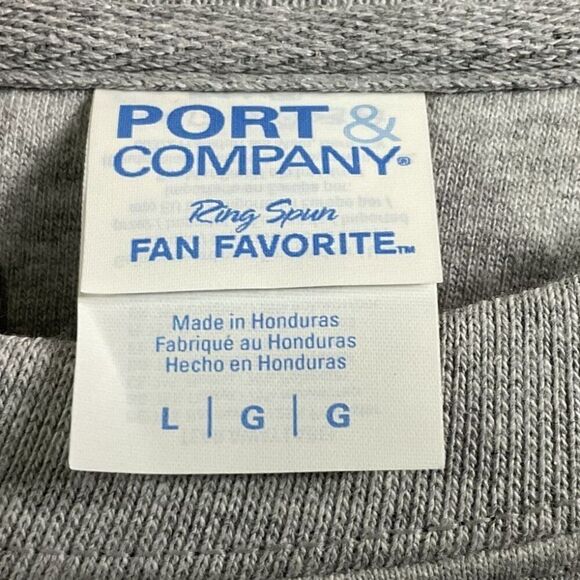 PORT &
COMPANY®
Ring Spun
FAN FAVORITE™
Made in Honduras
Fabriqué au Honduras
Hecho en Honduras
L | G | G